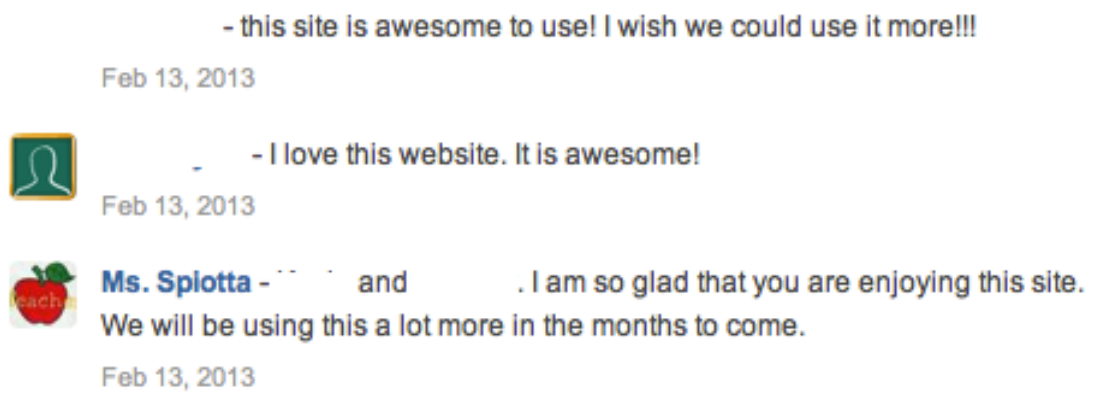 - this site is awesome to use! I wish we could use it more!!!
Feb 13, 2013
- I love this website. It is awesome!
Feb 13, 2013
Ms. Spiotta - and . I am so glad that you are enjoying this site.
We will be using this a lot more in the months to come.
Feb 13, 2013